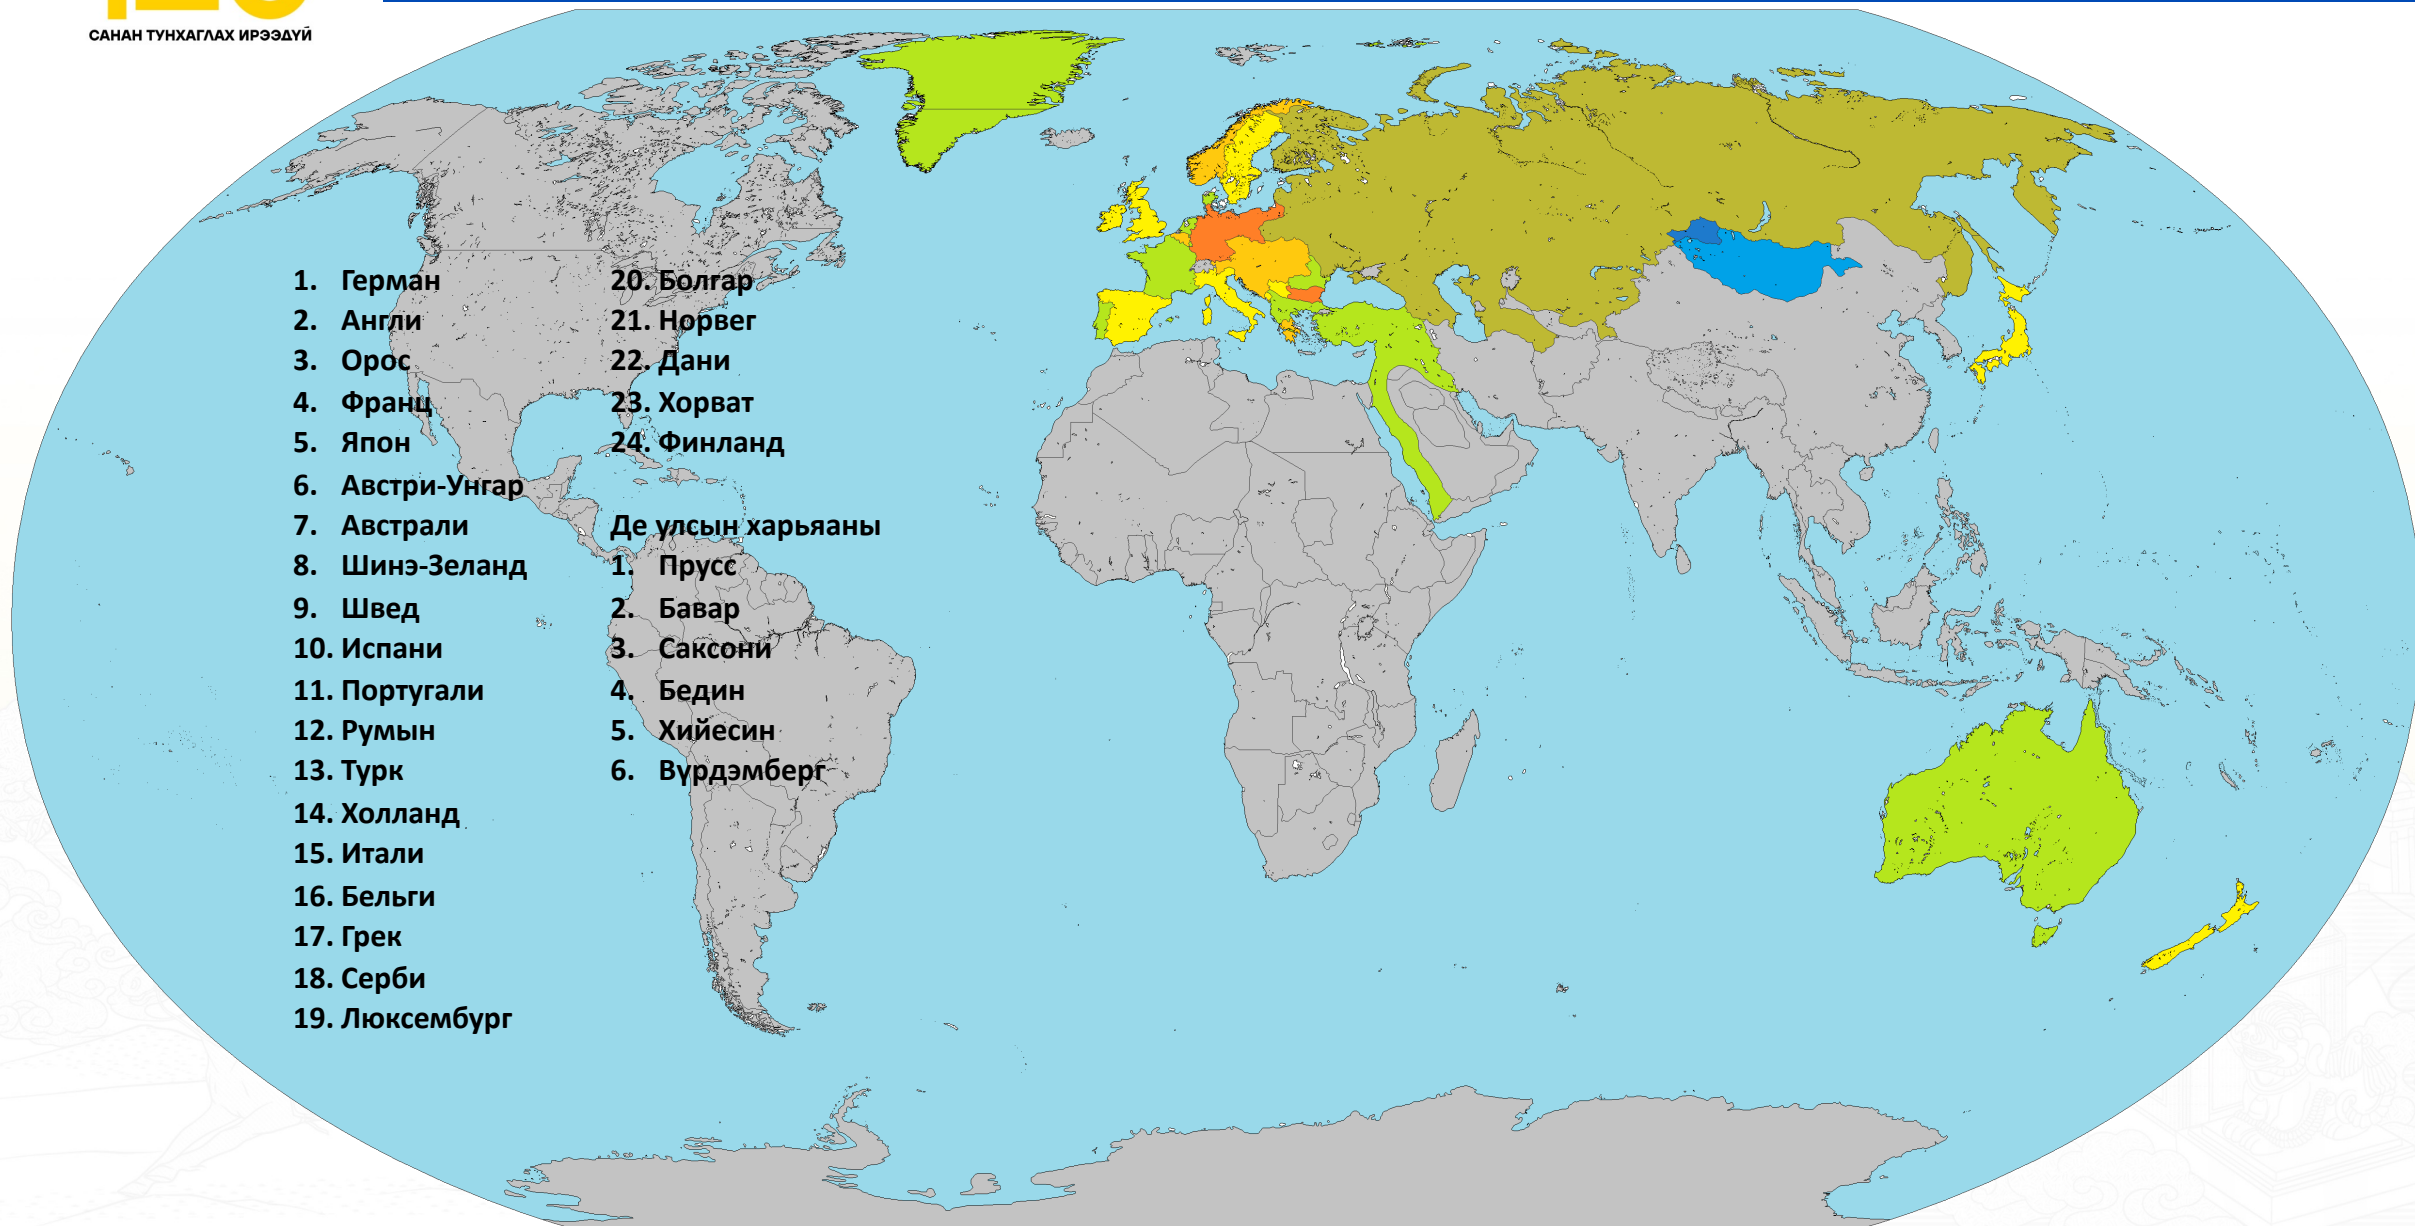 САНАН ТУНХАГЛАХ ИРЭЭДҮЙ
1. Герман
2. Англи
3. Орос
4. Франц
5. Япон
6. Австри-Унгар
7. Австрали
8. Шинэ-Зеланд
9. Швед
10. Испани
11. Португали
12. Румын
13. Турк
14. Холланд
15. Итали
16. Бельги
17. Грек
18. Серби
19. Люксембург
20. Болгар
21. Норвег
22. Дани
23. Хорват
24. Финланд
Де улсын харьяаны
1. Прусс
2. Бавар
3. Саксони
4. Бедин
5. Хийесин
6. Вүрдэмберг